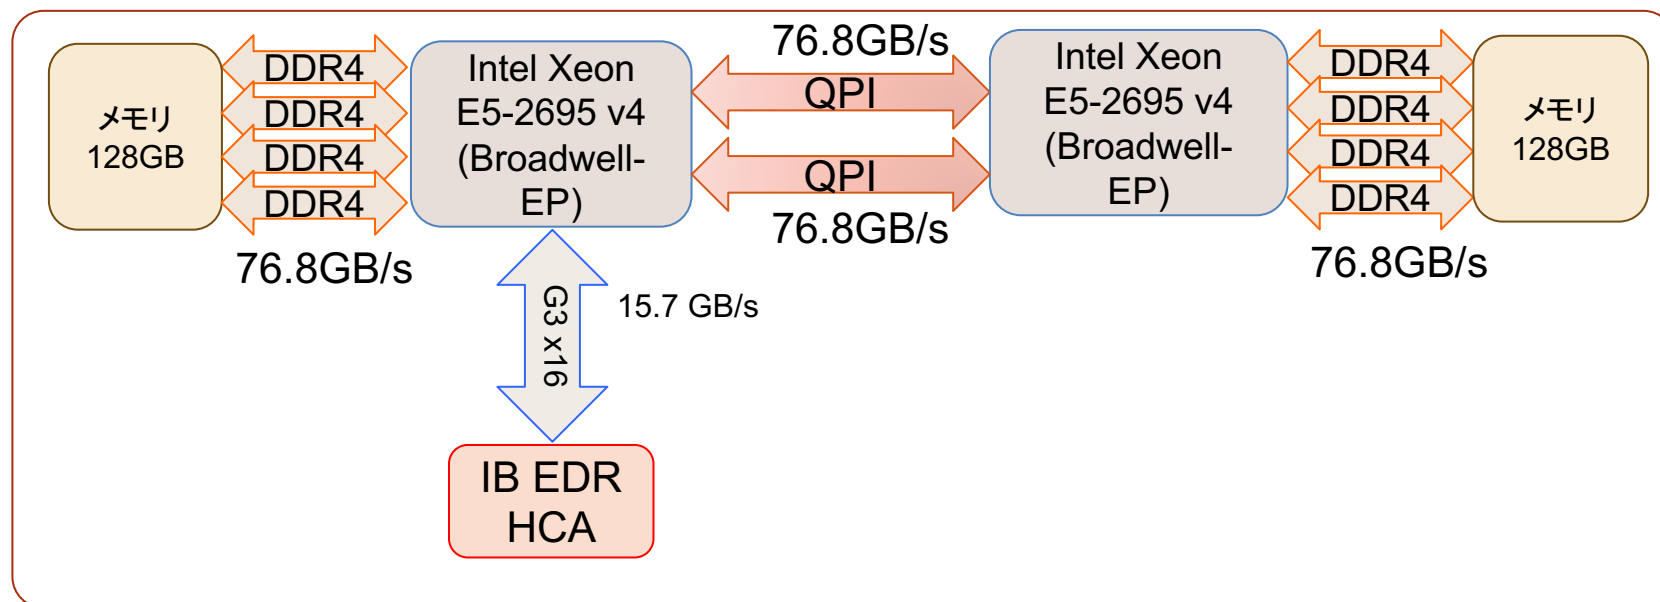 メモリ
128GB
DDR4
DDR4
DDR4
DDR4
76.8GB/s
Intel Xeon
E5-2695 v4
(Broadwell-
EP)
76.8GB/s
QPI
QPI
76.8GB/s
Intel Xeon
E5-2695 v4
(Broadwell-
EP)
DDR4
DDR4
DDR4
DDR4
76.8GB/s
メモリ
128GB
G3 x16
15.7 GB/s
IB EDR
HCA